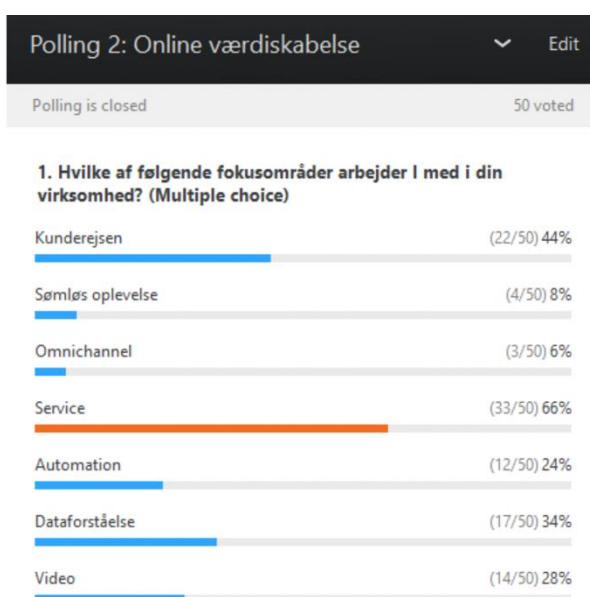 Polling 2: Online værdiskabelse Edit
Polling is closed 50 voted
1. Hvilke af følgende fokusområder arbejder I med i din
virksomhed? (Multiple choice)
Kunderejsen (22/50) 44%
Sømløs oplevelse (4/50) 8%
Omnichannel (3/50) 6%
Service (33/50) 66%
Automation (12/50) 24%
Dataforståelse (17/50) 34%
Video (14/50) 28%